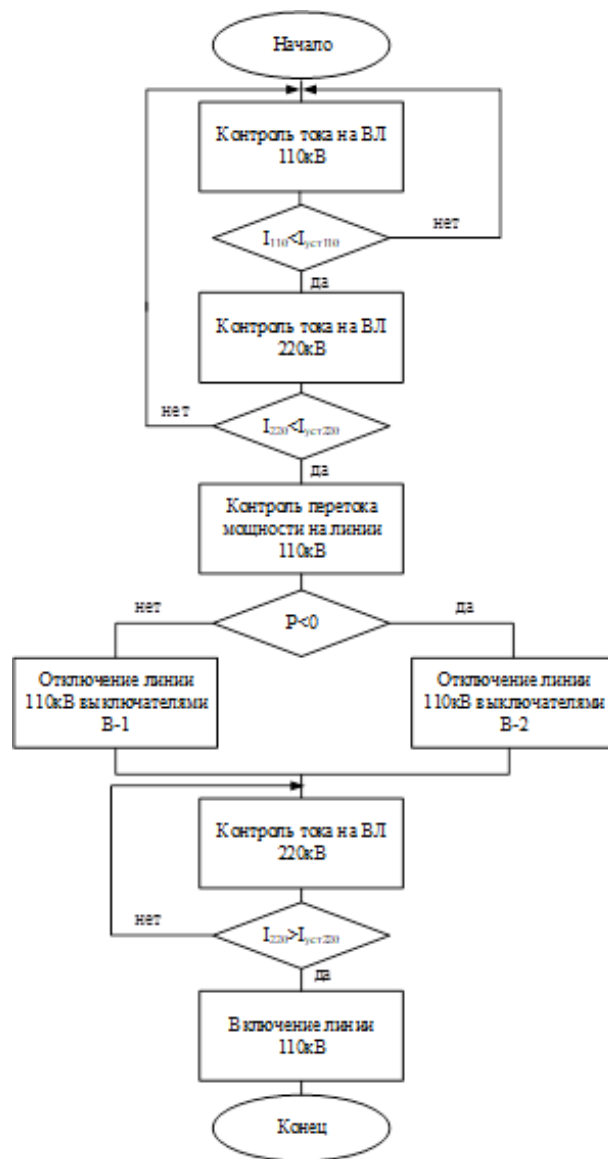 Начало
Контроль тока на ВЛ
110кВ
I₁₁₀<Iуст110
нет
да
Контроль тока на ВЛ
220кВ
нет
I₂₂₀<Iуст220
да
Контроль перетока
мощности на линии
110кВ
нет
P<0
да
Отключение линии
110кВ выключателями
В-1
Отключение линии
110кВ выключателями
В-2
Контроль тока на ВЛ
220кВ
нет
I₂₂₀>Iуст220
да
Включение линии
110кВ
Конец